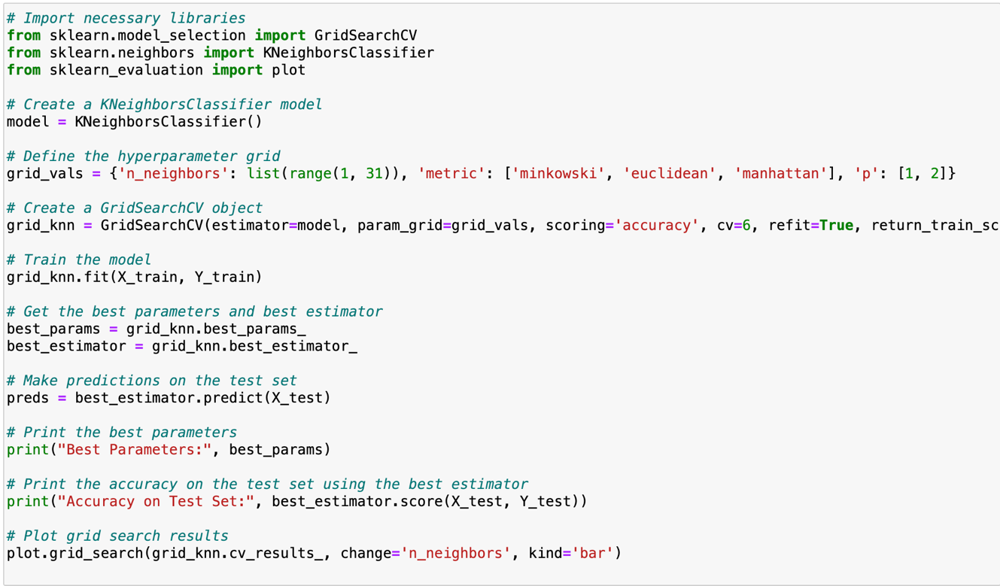 # Import necessary libraries
from sklearn.model_selection import GridSearchCV
from sklearn.neighbors import KNeighborsClassifier
from sklearn_evaluation import plot
# Create a KNeighborsClassifier model
model = KNeighborsClassifier()
# Define the hyperparameter grid
grid_vals = {'n_neighbors': list(range(1, 31)), 'metric': ['minkowski', 'euclidean', 'manhattan'], 'p': [1, 2]}
# Create a GridSearchCV object
grid_knn = GridSearchCV(estimator=model, param_grid=grid_vals, scoring='accuracy', cv=6, refit=True, return_train_sc
# Train the model
grid_knn.fit(X_train, Y_train)
# Get the best parameters and best estimator
best_params = grid_knn.best_params_
best_estimator = grid_knn.best_estimator_
# Make predictions on the test set
preds = best_estimator.predict(X_test)
# Print the best parameters
print("Best Parameters:", best_params)
# Print the accuracy on the test set using the best estimator
print("Accuracy on Test Set:", best_estimator.score(X_test, Y_test))
# Plot grid search results
plot.grid_search(grid_knn.cv_results_, change='n_neighbors', kind='bar')